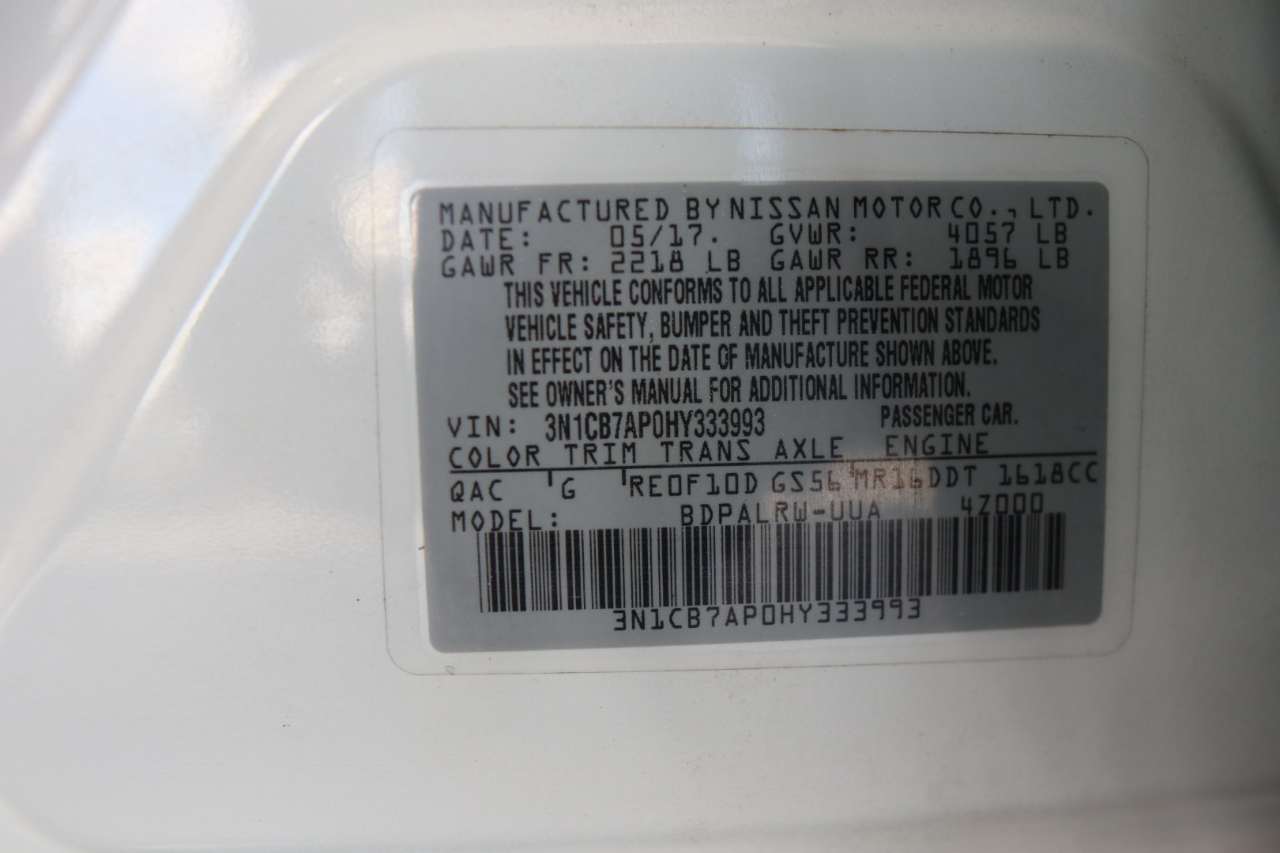 MANUFACTURED BY NISSAN MOTOR CO., LTD.
DATE: 05/17. GVWR: 4057 LB
GAWR FR: 2218 LB GAWR RR: 1896 LB
THIS VEHICLE CONFORMS TO ALL APPLICABLE FEDERAL MOTOR
VEHICLE SAFETY, BUMPER AND THEFT PREVENTION STANDARDS
IN EFFECT ON THE DATE OF MANUFACTURE SHOWN ABOVE.
SEE OWNER'S MANUAL FOR ADDITIONAL INFORMATION.
VIN: 3N1CB7AP0HY333993 PASSENGER CAR.
COLOR TRIM TRANS AXLE ENGINE
QAC G RE0F10D GS56 MR16DDT 1618CC
MODEL: BDPALRW-UUA 4Z000
3N1CB7AP0HY333993